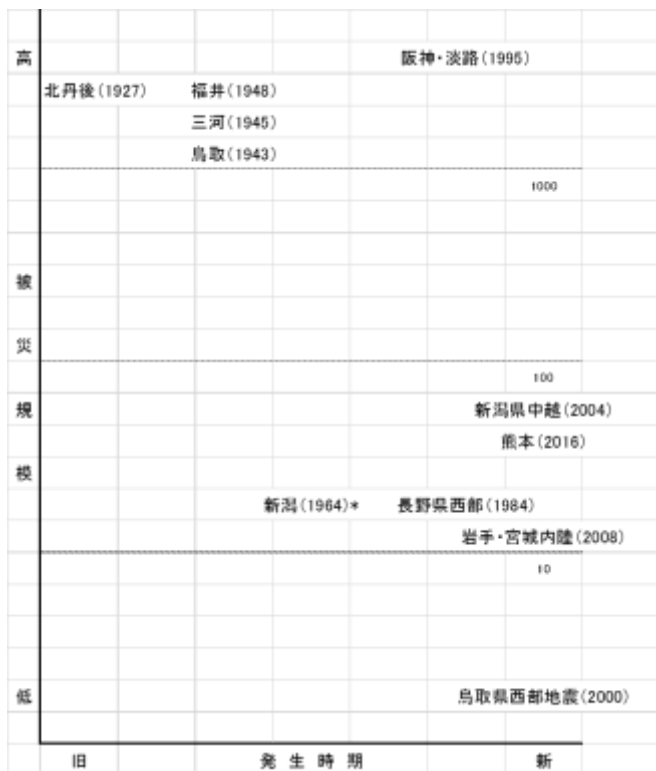 高
阪神・淡路(1995)
北丹後(1927) 福井(1948)
三河(1945)
鳥取(1943)
1000
被
災
100
規
新潟県中越(2004)
熊本(2016)
模
新潟(1964)* 長野県西部(1984)
岩手・宮城内陸(2008)
10
低
鳥取県西部地震(2000)
旧 発生時期 新